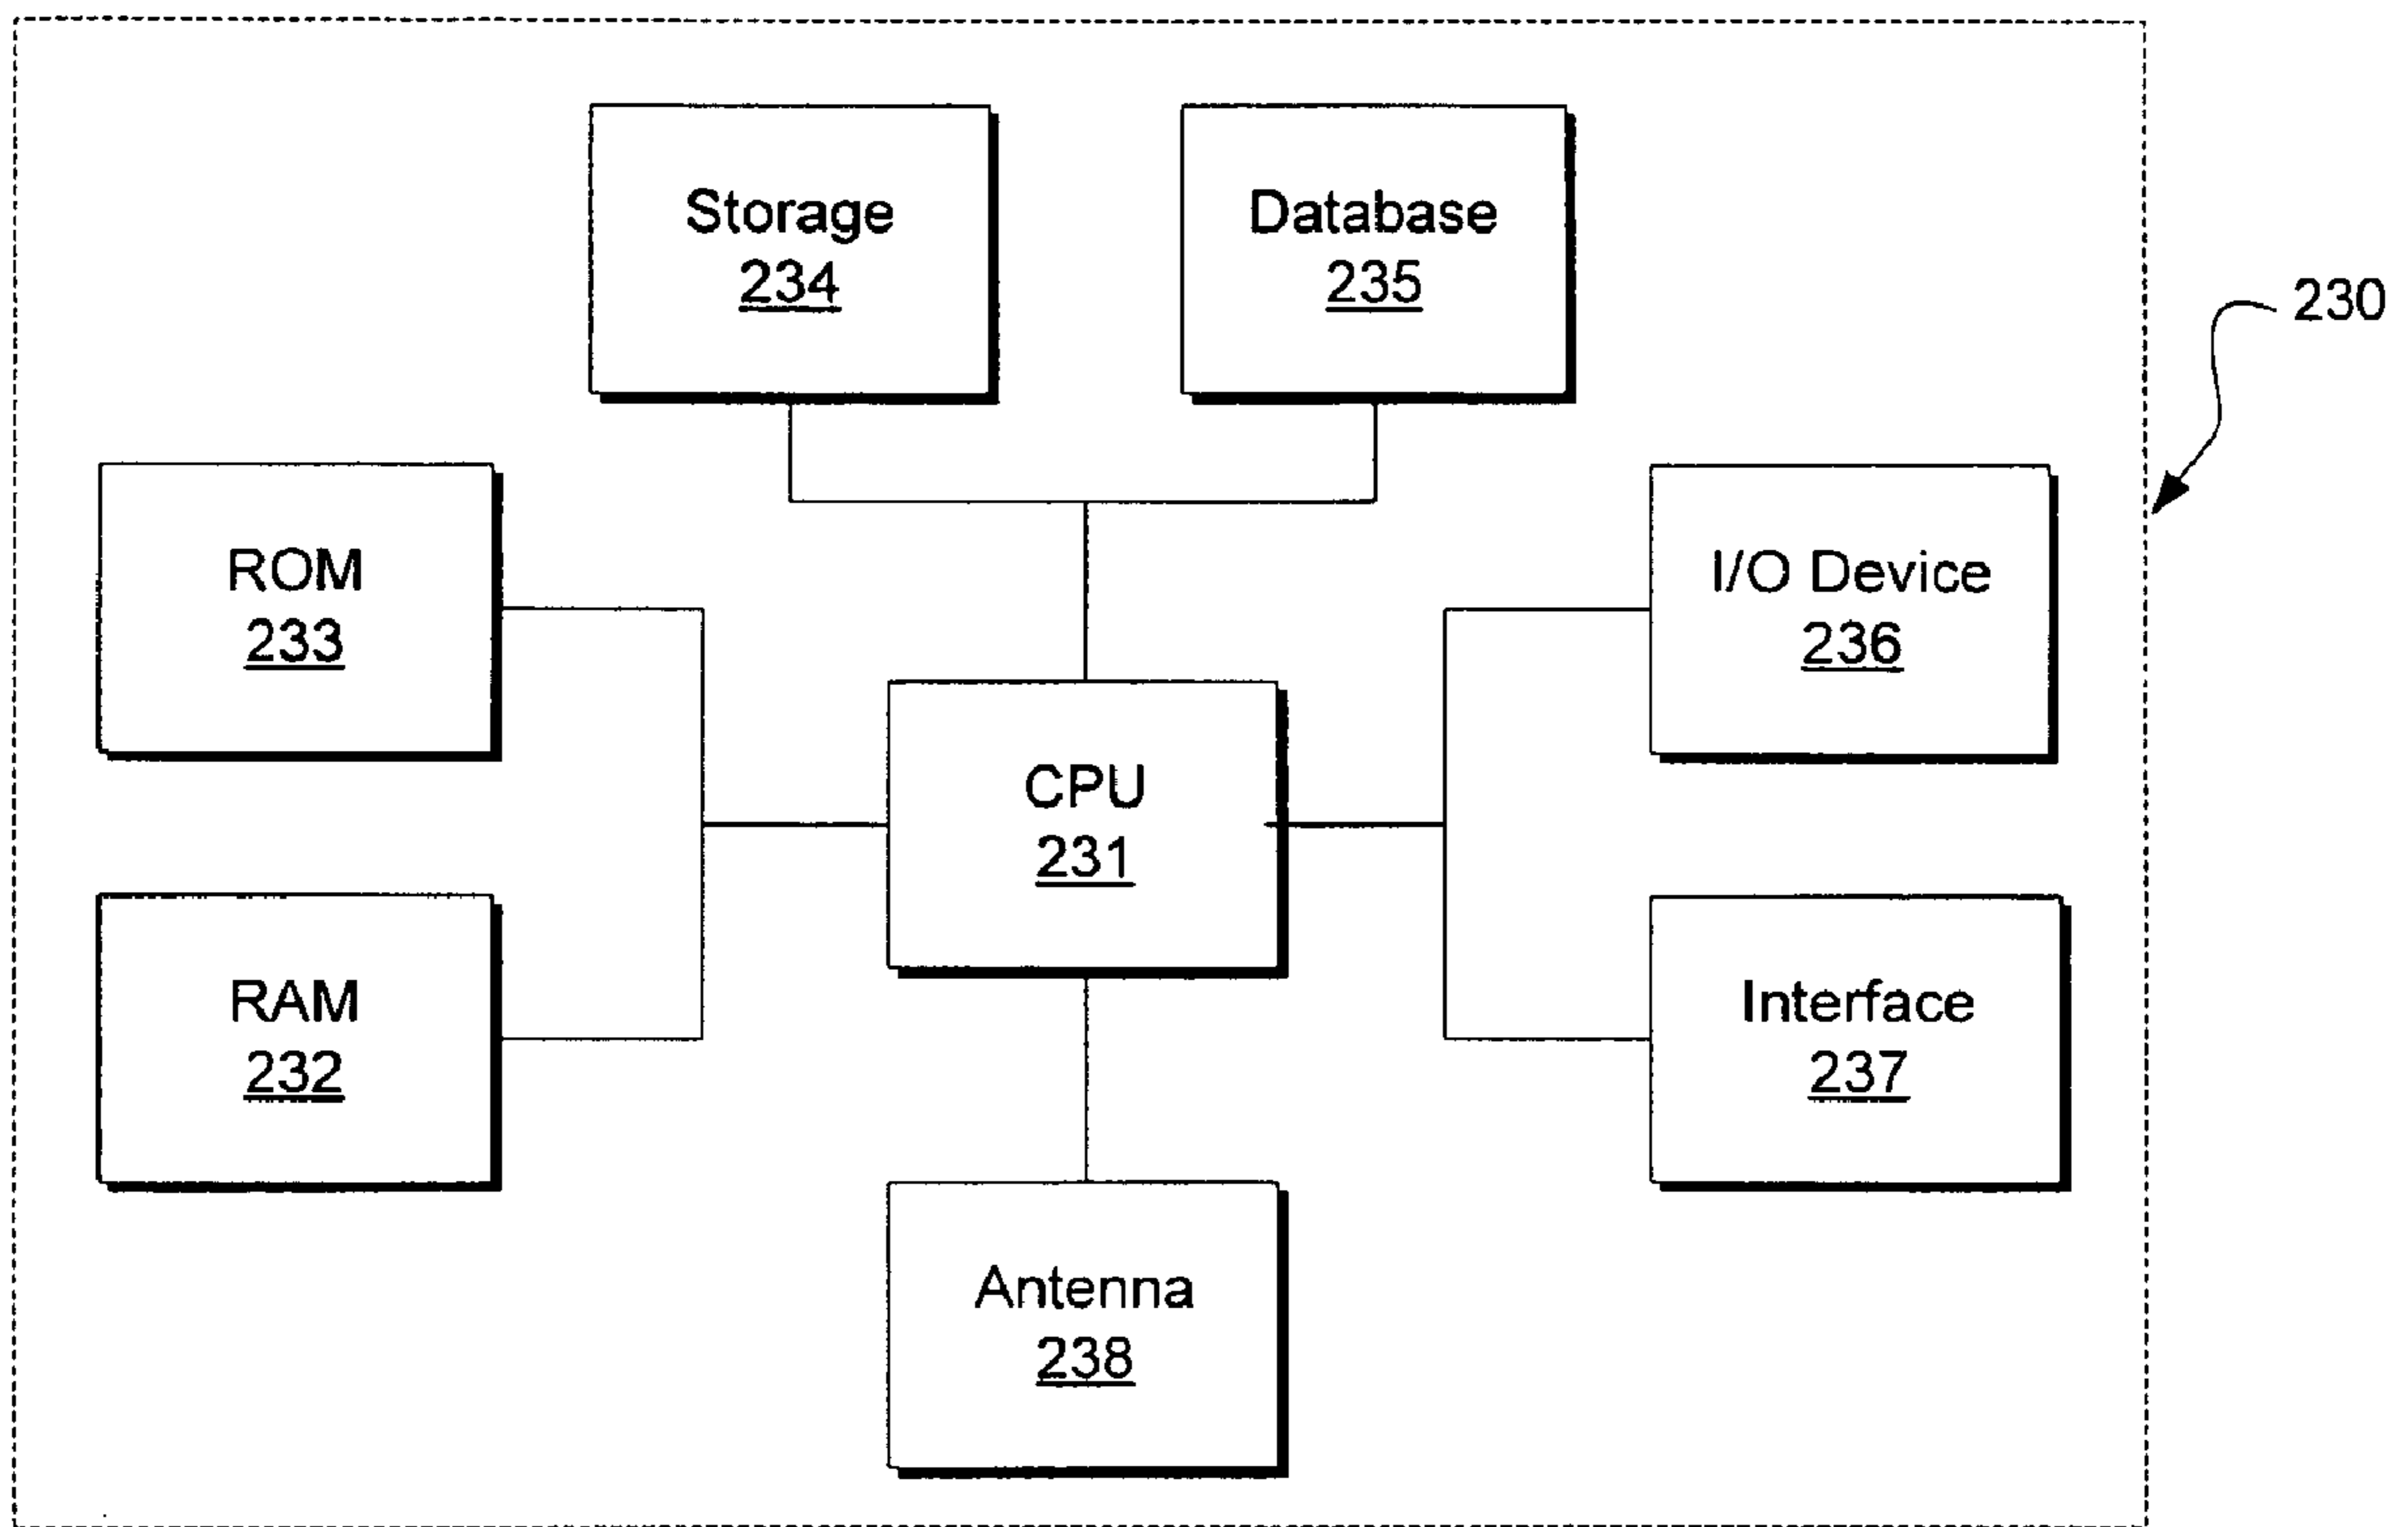 Storage
234
Database
235
230
ROM
233
I/O Device
236
CPU
231
RAM
232
Interface
237
Antenna
238